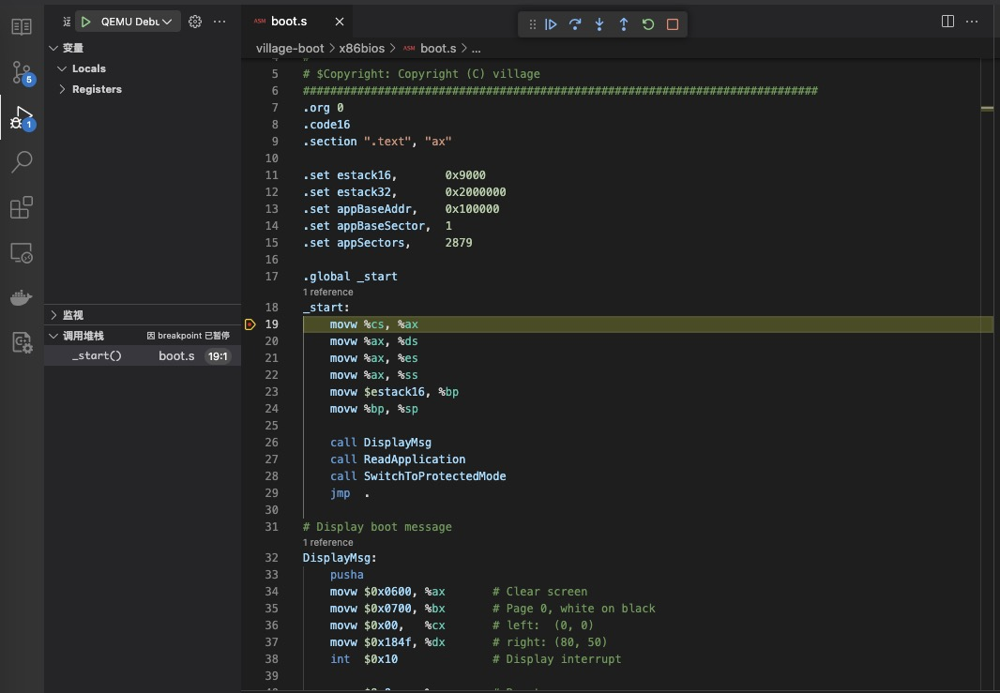 运 QEMU Debu
变量
Locals
Registers
5
1
监视
调用堆栈 因 breakpoint 已暂停
_start() boot.s 19:1
ASM boot.s
village-boot > x86bios > ASM boot.s > ...
5 # $Copyright: Copyright (C) village
6 ############################################################################
7 .org 0
8 .code16
9 .section ".text", "ax"
10
11 .set estack16, 0x9000
12 .set estack32, 0x2000000
13 .set appBaseAddr, 0x100000
14 .set appBaseSector, 1
15 .set appSectors, 2879
16
17 .global _start
1 reference
18 _start:
19 movw %cs, %ax
20 movw %ax, %ds
21 movw %ax, %es
22 movw %ax, %ss
23 movw $estack16, %bp
24 movw %bp, %sp
25
26 call DisplayMsg
27 call ReadApplication
28 call SwitchToProtectedMode
29 jmp .
30
31 # Display boot message
1 reference
32 DisplayMsg:
33 pusha
34 movw $0x0600, %ax # Clear screen
35 movw $0x0700, %bx # Page 0, white on black
36 movw $0x00, %cx # left: (0, 0)
37 movw $0x184f, %dx # right: (80, 50)
38 int $0x10 # Display interrupt
39